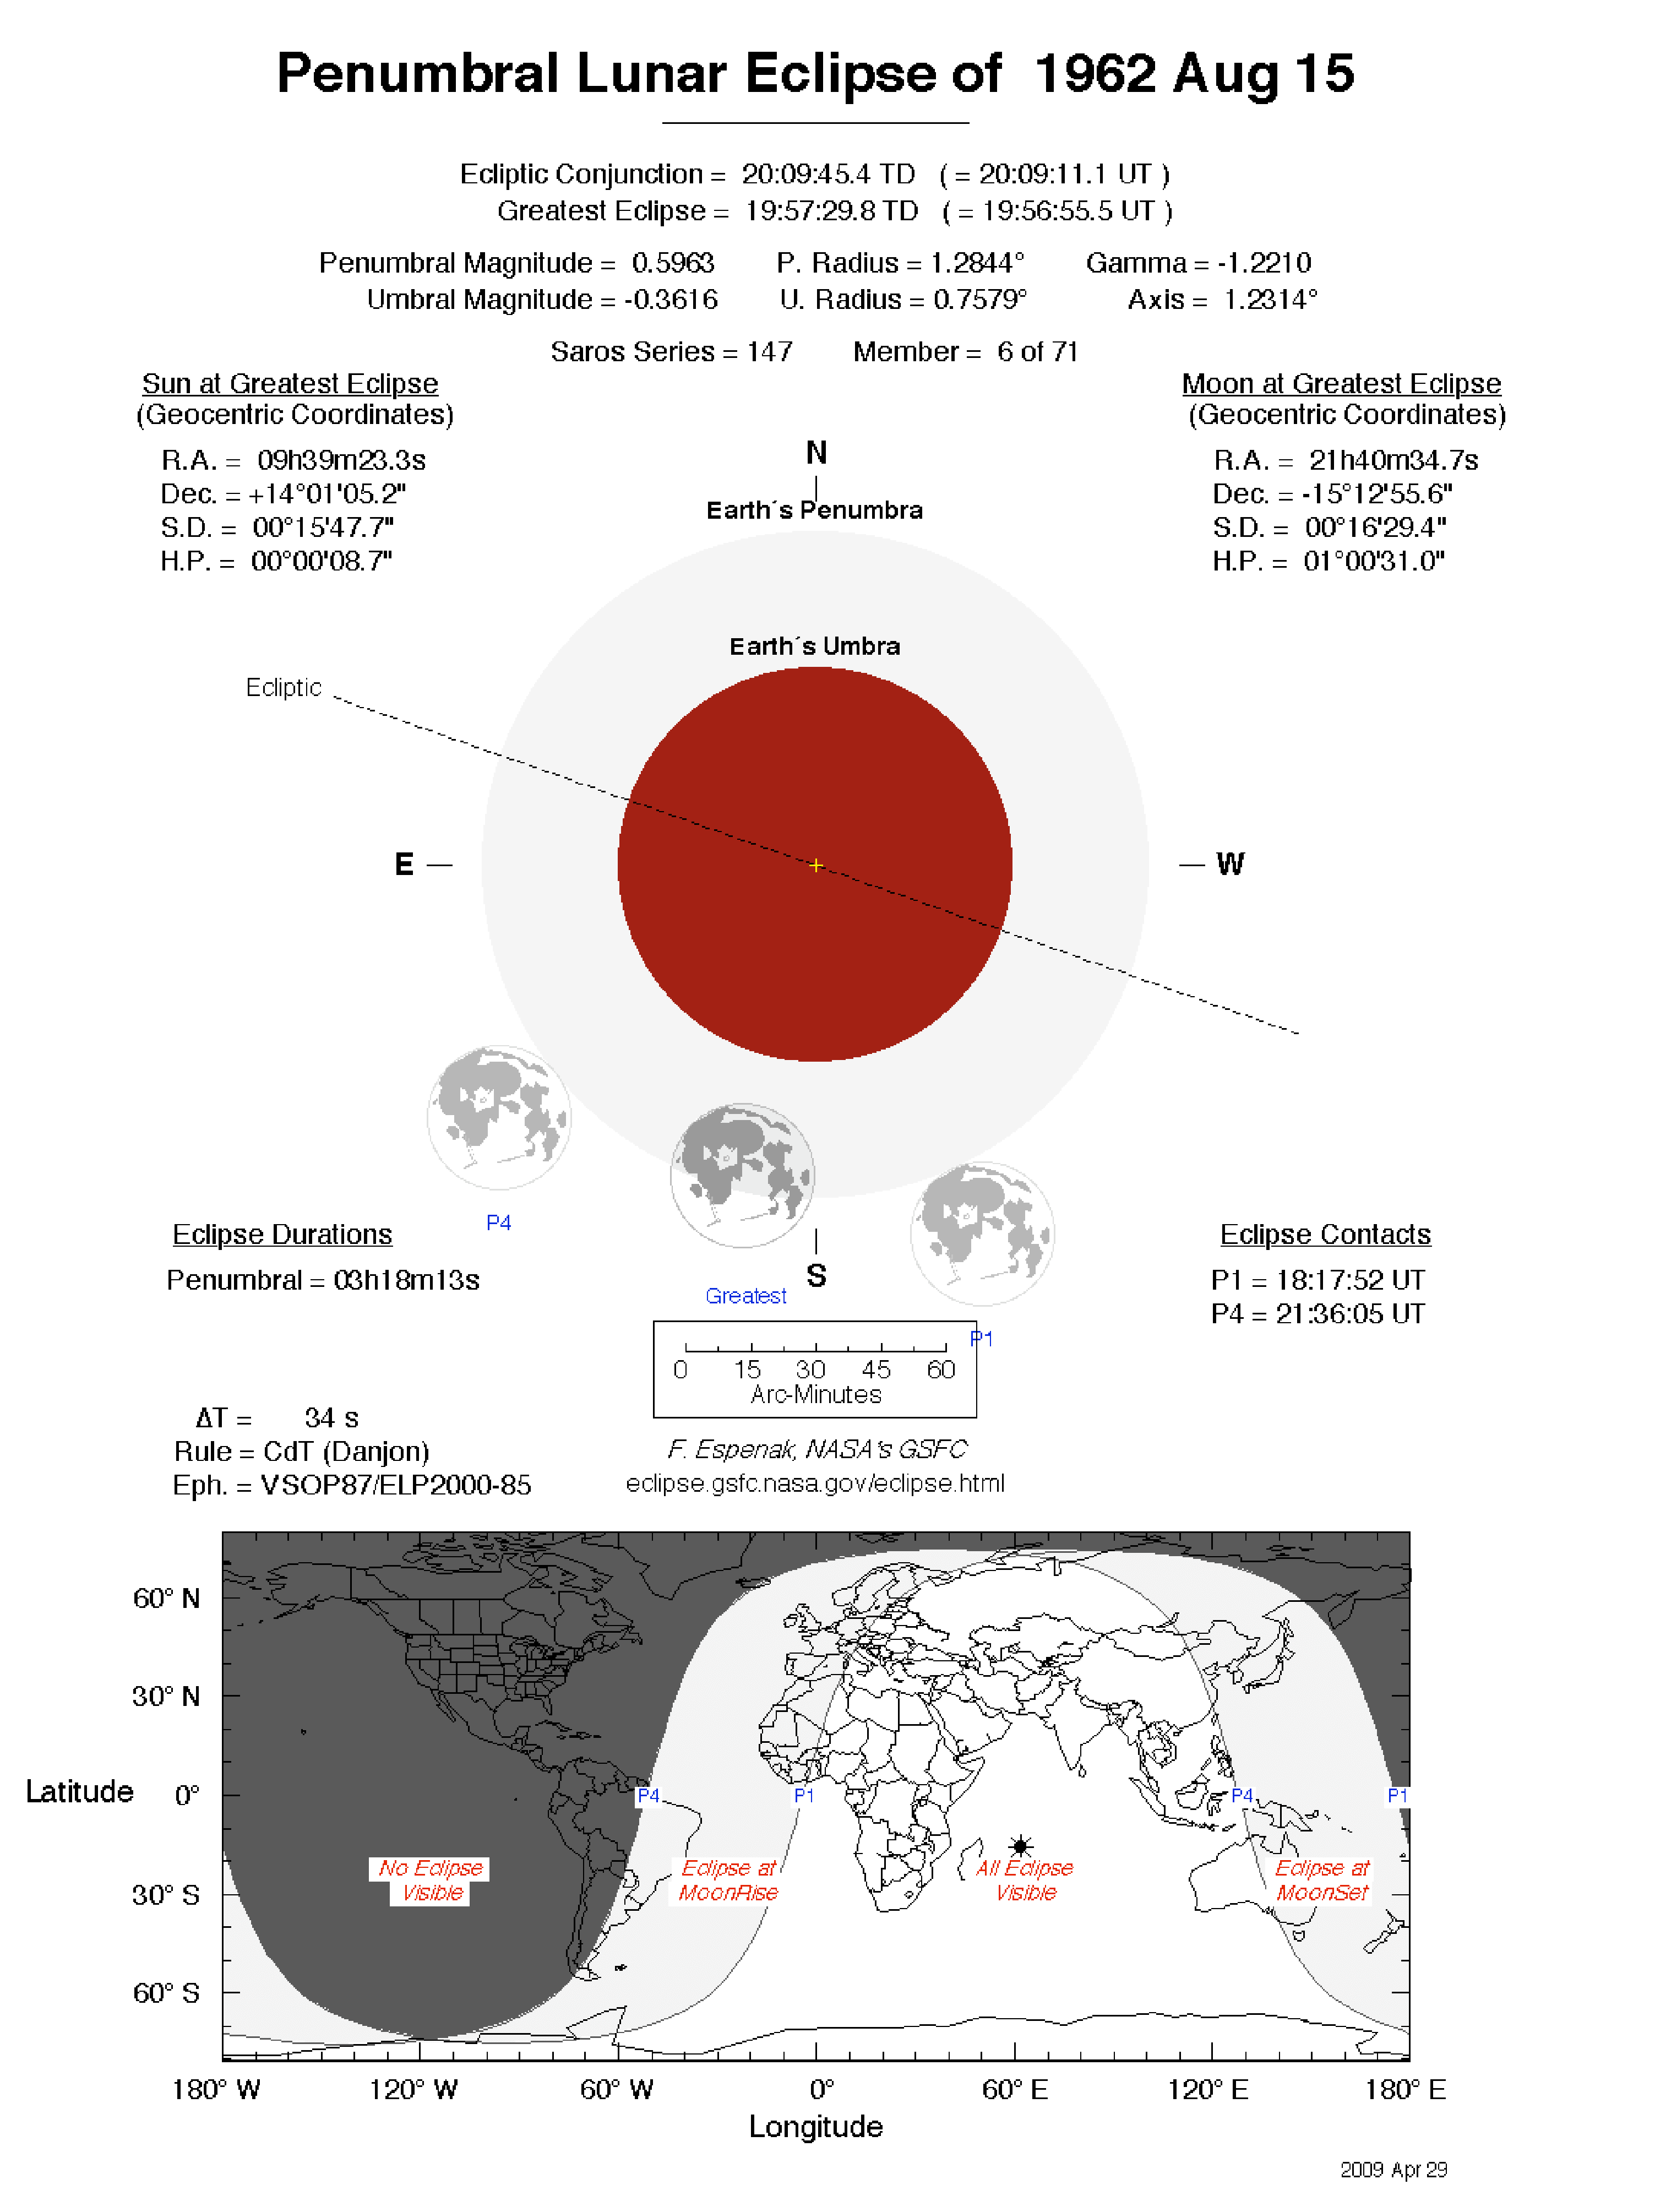 Penumbral Lunar Eclipse of 1962 Aug 15
Ecliptic Conjunction = 20:09:45.4 TD ( = 20:09:11.1 UT )
Greatest Eclipse = 19:57:29.8 TD ( = 19:56:55.5 UT )
Penumbral Magnitude = 0.5963 P. Radius = 1.2844° Gamma = -1.2210
Umbral Magnitude = -0.3616 U. Radius = 0.7579° Axis = 1.2314°
Saros Series = 147 Member = 6 of 71
Sun at Greatest Eclipse
(Geocentric Coordinates)
R.A. = 09h39m23.3s
Dec. = +14°01'05.2"
S.D. = 00°15'47.7"
H.P. = 00°00'08.7"
Moon at Greatest Eclipse
(Geocentric Coordinates)
R.A. = 21h40m34.7s
Dec. = -15°12'55.6"
S.D. = 00°16'29.4"
H.P. = 01°00'31.0"
N
Earth´s Penumbra
Earth´s Umbra
Ecliptic
E
W
P4
Greatest
S
P1
Eclipse Durations
Penumbral = 03h18m13s
Eclipse Contacts
P1 = 18:17:52 UT
P4 = 21:36:05 UT
0 15 30 45 60
Arc-Minutes
ΔT = 34 s
Rule = CdT (Danjon)
Eph. = VSOP87/ELP2000-85
F. Espenak, NASA's GSFC
eclipse.gsfc.nasa.gov/eclipse.html
60° N
30° N
Latitude 0°
30° S
60° S
P4 P1 P4 P1
No Eclipse
Visible
Eclipse at
MoonRise
All Eclipse
Visible
Eclipse at
MoonSet
180° W 120° W 60° W 0° 60° E 120° E 180° E
Longitude
2009 Apr 29